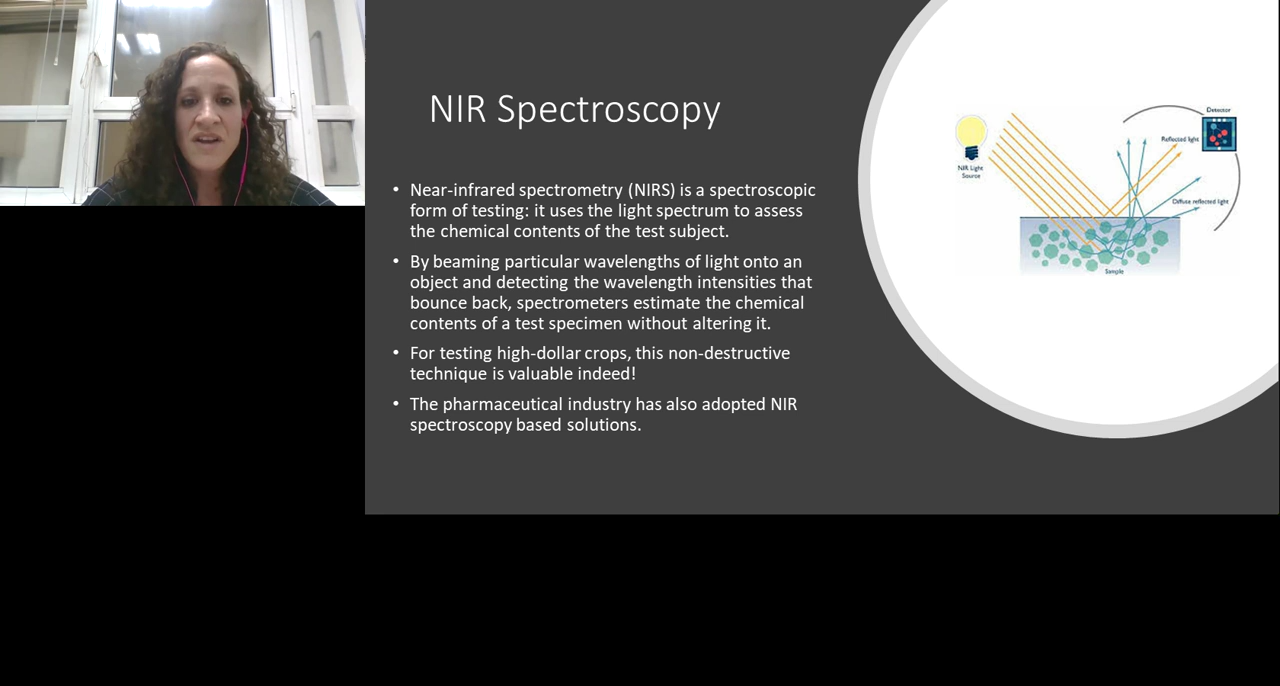 NIR Spectroscopy
• Near-infrared spectrometry (NIRS) is a spectroscopic
form of testing: it uses the light spectrum to assess
the chemical contents of the test subject.
• By beaming particular wavelengths of light onto an
object and detecting the wavelength intensities that
bounce back, spectrometers estimate the chemical
contents of a test specimen without altering it.
• For testing high-dollar crops, this non-destructive
technique is valuable indeed!
• The pharmaceutical industry has also adopted NIR
spectroscopy based solutions.
Detector
Reflected light
NIR Light
Source
Diffuse reflected light
Sample